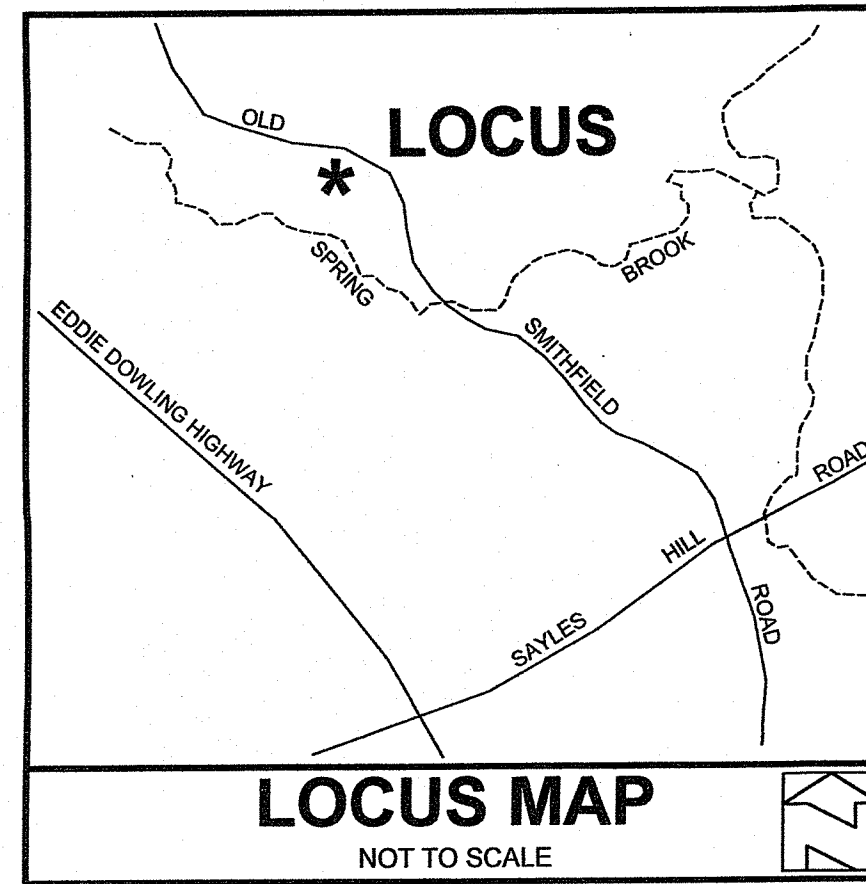 OLD
LOCUS
*
SPRING
BROOK
EDDIE DOWLING HIGHWAY
SMITHFIELD
ROAD
HILL
SAYLES
ROAD
LOCUS MAP
NOT TO SCALE
N